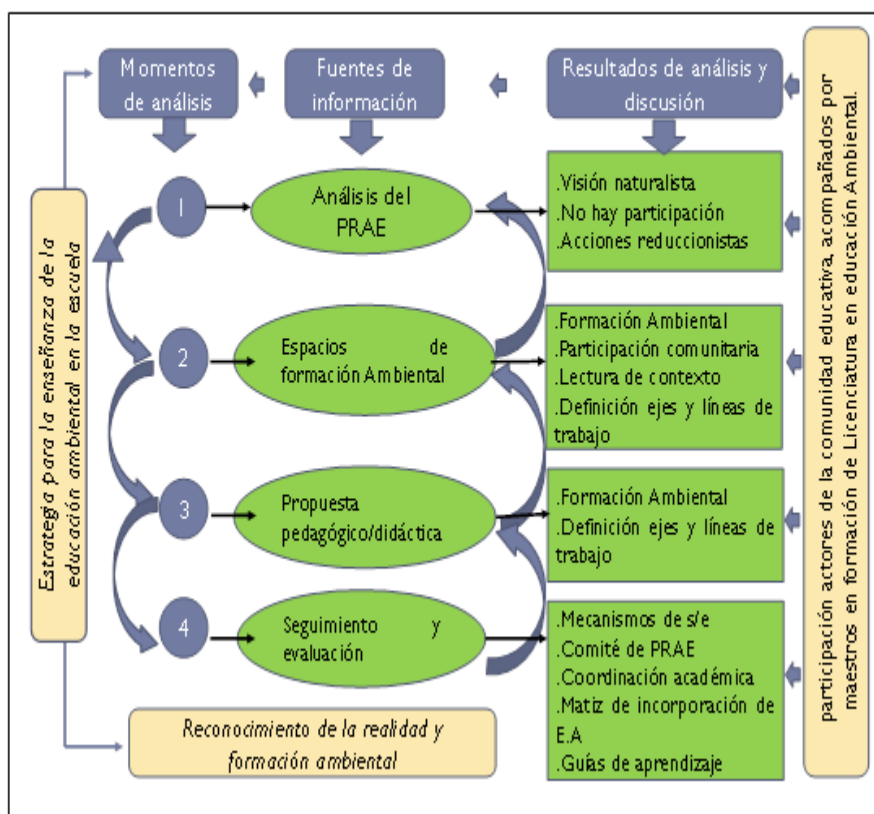 Momentos
de análisis
Fuentes de
información
Resultados de análisis y
discusión
Estrategia para la enseñanza de la
educación ambiental en la escuela
1
Análisis del
PRAE
.Visión naturalista
.No hay participación
.Acciones reduccionistas
2
Espacios de
formación Ambiental
.Formación Ambiental
.Participación comunitaria
.Lectura de contexto
.Definición ejes y líneas de
trabajo
3
Propuesta
pedagógico/didáctica
.Formación Ambiental
.Definición ejes y líneas de
trabajo
4
Seguimiento y
evaluación
.Mecanismos de s/e
.Comité de PRAE
.Coordinación académica
.Matiz de incorporación de
E.A
.Guías de aprendizaje
Reconocimiento de la realidad y
formación ambiental
participación actores de la comunidad educativa, acompañados por
maestros en formación de Licenciatura en educación Ambiental.